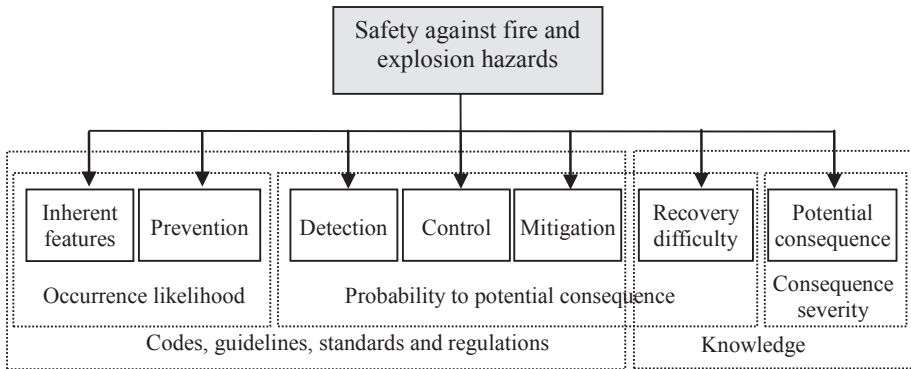 Safety against fire and
explosion hazards
Inherent
features
Prevention
Detection
Control
Mitigation
Recovery
difficulty
Potential
consequence
Occurrence likelihood
Probability to potential consequence
Consequence
severity
Codes, guidelines, standards and regulations
Knowledge